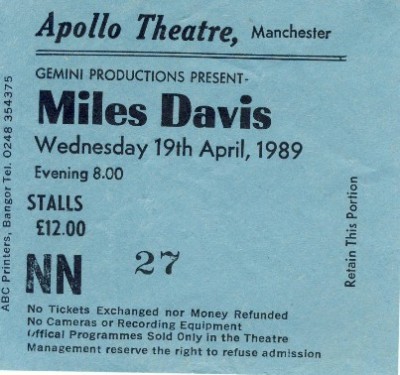 Apollo Theatre, Manchester
GEMINI PRODUCTIONS PRESENT-
Miles Davis
Wednesday 19th April, 1989
Evening 8.00
STALLS
£12.00
NN 27
No Tickets Exchanged nor Money Refunded
No Cameras or Recording Equipment
Offical Programmes Sold Only in the Theatre
Management reserve the right to refuse admission
Retain This Portion
ABC Printers, Bangor Tel. 0248 354375